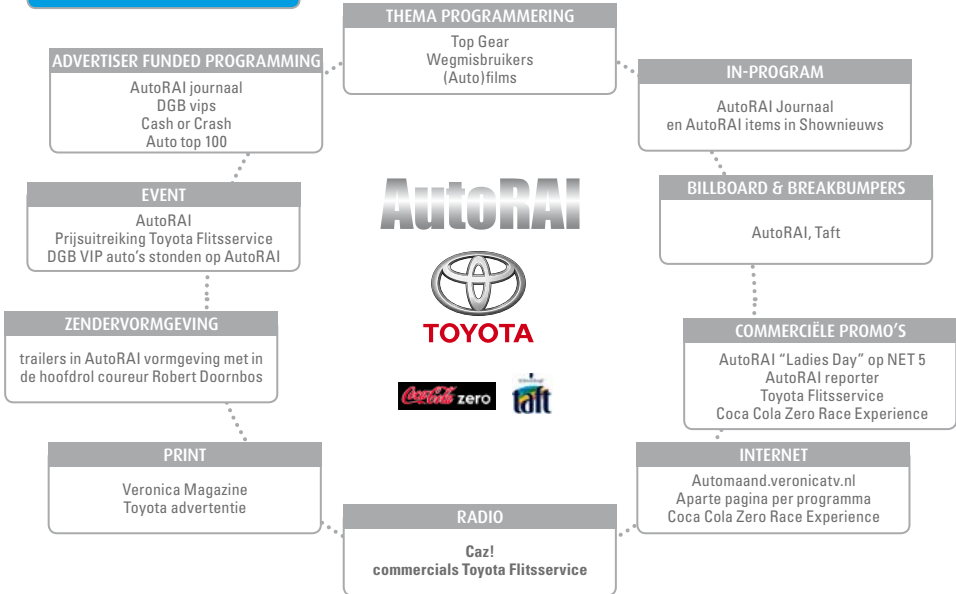 THEMA PROGRAMMERING
Top Gear
Wegmisbruikers
(Auto)films
ADVERTISER FUNDED PROGRAMMING
AutoRAI journaal
DGB vips
Cash or Crash
Auto top 100
IN-PROGRAM
AutoRAI Journaal
en AutoRAI items in Shownieuws
EVENT
AutoRAI
Prijsuitreiking Toyota Flitsservice
DGB VIP auto's stonden op AutoRAI
BILLBOARD & BREAKBUMPERS
AutoRAI, Taft
AutoRAI
TOYOTA
ZENDERVORMGEVING
trailers in AutoRAI vormgeving met in
de hoofdrol coureur Robert Doornbos
COMMERCIËLE PROMO'S
AutoRAI “Ladies Day” op NET 5
AutoRAI reporter
Toyota Flitsservice
Coca Cola Zero Race Experience
Coca-Cola zero
taft
PRINT
Veronica Magazine
Toyota advertentie
INTERNET
Automaand.veronicatv.nl
Aparte pagina per programma
Coca Cola Zero Race Experience
RADIO
Caz!
commercials Toyota Flitsservice